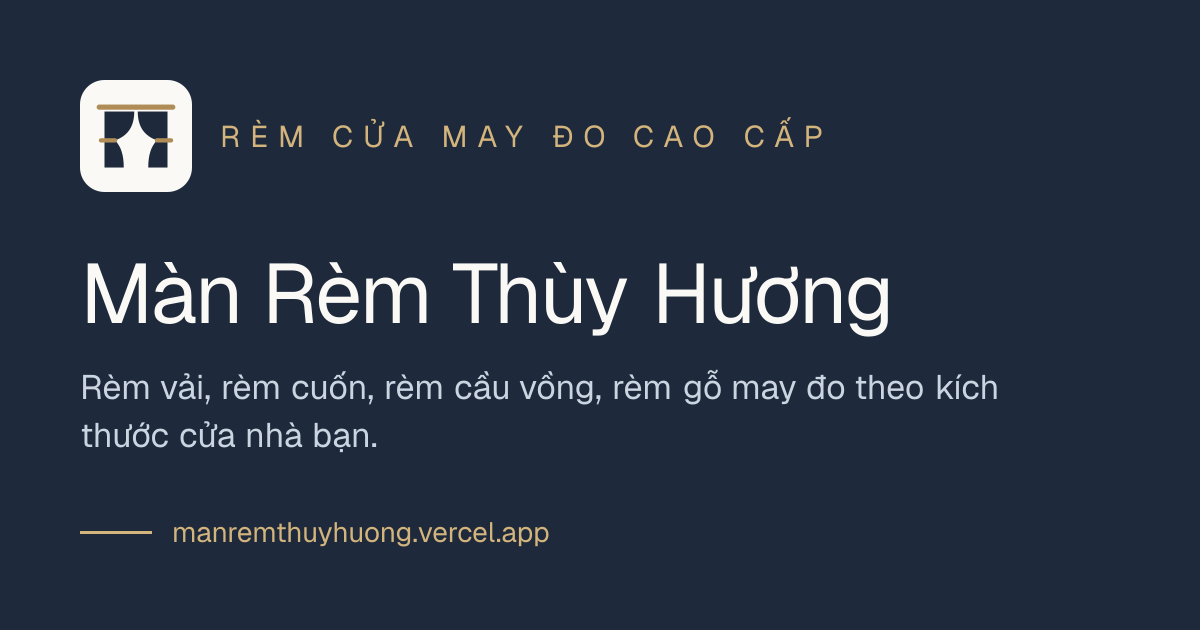 RÈM CỬA MAY ĐO CAO CẤP
Màn Rèm Thùy Hương
Rèm vải, rèm cuốn, rèm cầu vồng, rèm gỗ may đo theo kích
thước cửa nhà bạn.
manremthuyhuong.vercel.app